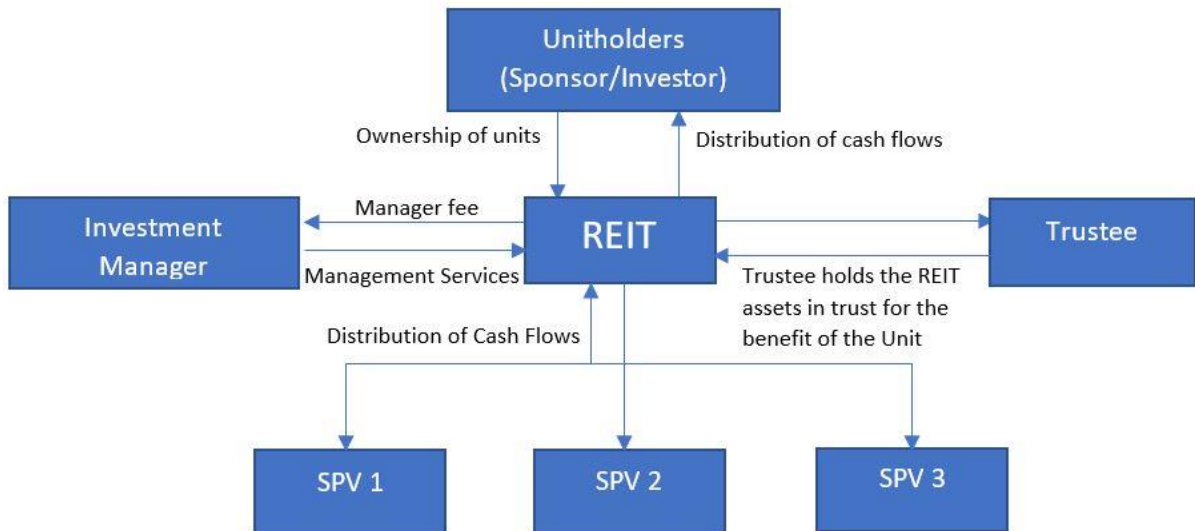 Unitholders
(Sponsor/Investor)
Ownership of units
Distribution of cash flows
Investment
Manager
Manager fee
Management Services
REIT
Trustee
Trustee holds the REIT
assets in trust for the
benefit of the Unit
Distribution of Cash Flows
SPV 1
SPV 2
SPV 3